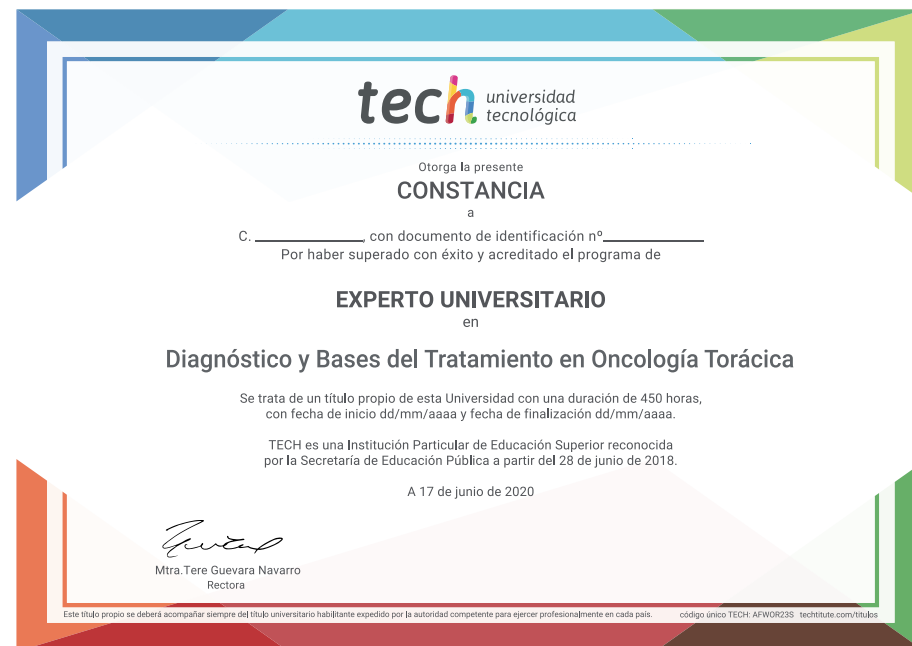 tech universidad
tecnológica
Otorga la presente
CONSTANCIA
a
C. ____________, con documento de identificación nº____________
Por haber superado con éxito y acreditado el programa de
EXPERTO UNIVERSITARIO
en
Diagnóstico y Bases del Tratamiento en Oncología Torácica
Se trata de un título propio de esta Universidad con una duración de 450 horas,
con fecha de inicio dd/mm/aaaa y fecha de finalización dd/mm/aaaa.
TECH es una Institución Particular de Educación Superior reconocida
por la Secretaría de Educación Pública a partir del 28 de junio de 2018.
A 17 de junio de 2020
Mtra.Tere Guevara Navarro
Rectora
Este título propio se deberá acompañar siempre del título universitario habilitante expedido por la autoridad competente para ejercer profesionalmente en cada país. código único TECH: AFWOR23S techtitute.com/titulos